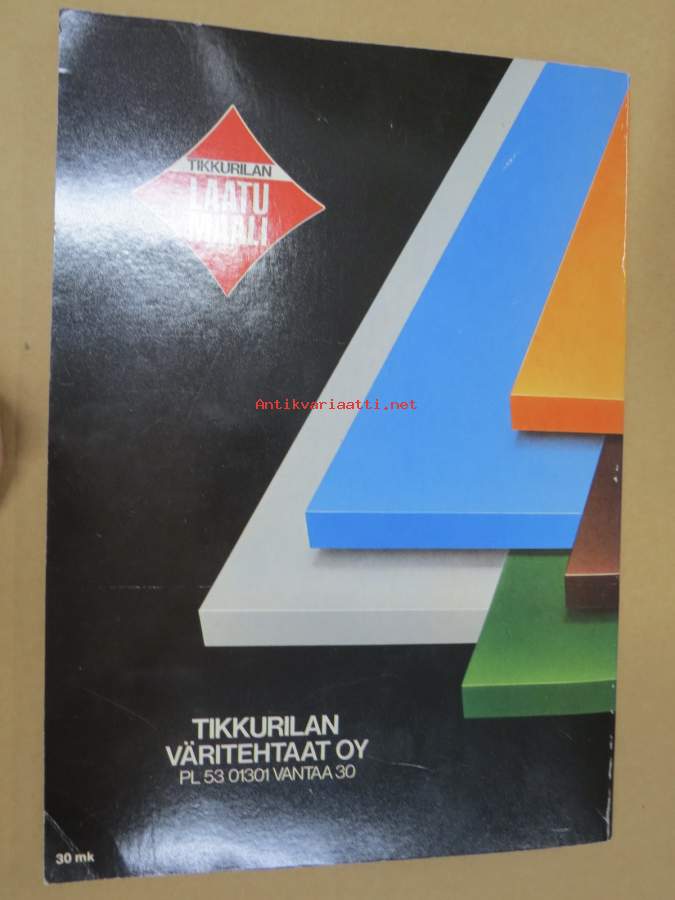 TIKKURILAN
LAATU
MAALI
Antikvariaatti.net
TIKKURILAN
VÄRITEHTAAT OY
PL 53 01301 VANTAA 30
30 mk